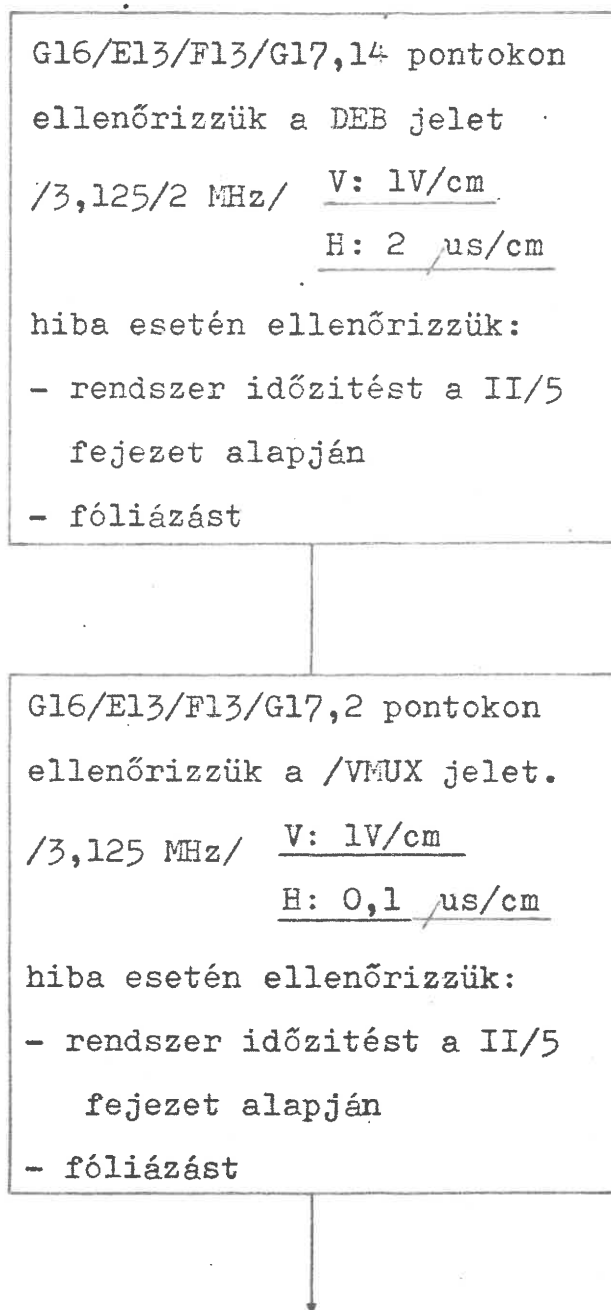 G16/E13/F13/G17,14 pontokon
ellenőrizzük a DEB jelet
/3,125/2 MHz/ V: 1V/cm
H: 2 /us/cm
hiba esetén ellenőrizzük:
- rendszer időzitést a II/5
fejezet alapján
- fóliázást
G16/E13/F13/G17,2 pontokon
ellenőrizzük a /VMUX jelet.
/3,125 MHz/ V: 1V/cm
H: 0,1 /us/cm
hiba esetén ellenőrizzük:
- rendszer időzitést a II/5
fejezet alapján
- fóliázást